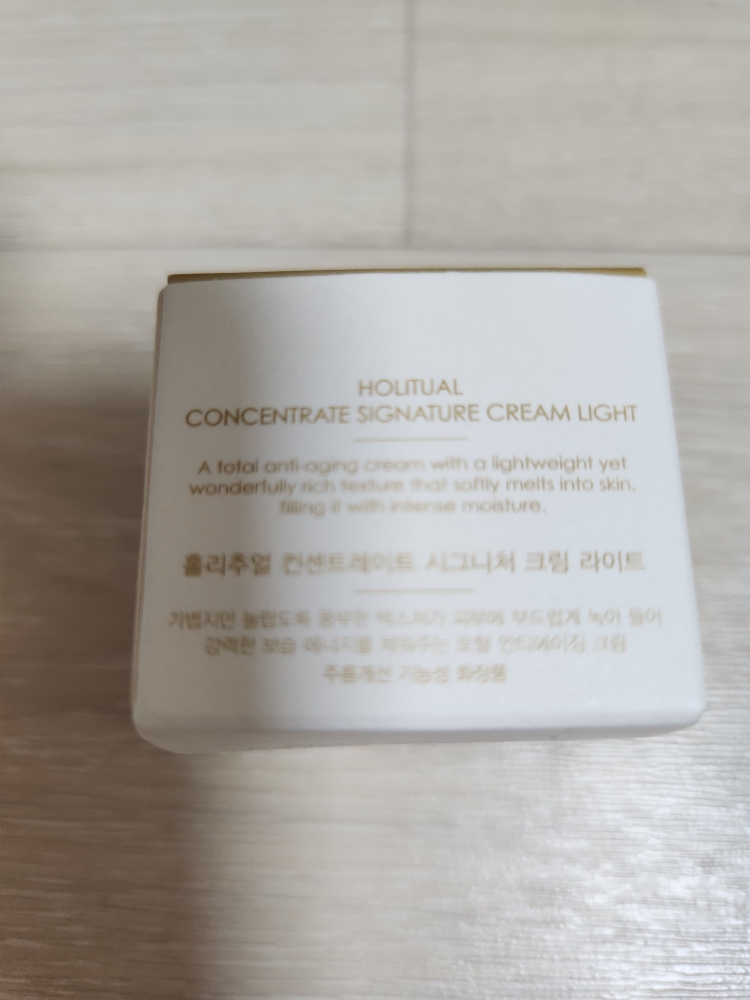 HOLITUAL
CONCENTRATE SIGNATURE CREAM LIGHT
A total anti-aging cream with a lightweight yet
wonderfully rich texture that softly melts into skin,
filling it with intense moisture.
홀리추얼 컨센트레이트 시그니처 크림 라이트
가볍지만 놀랍도록 풍부한 텍스처가 피부에 부드럽게 녹아 들어
강력한 보습 에너지를 채워주는 토탈 안티에이징 크림
주름개선 기능성 화장품